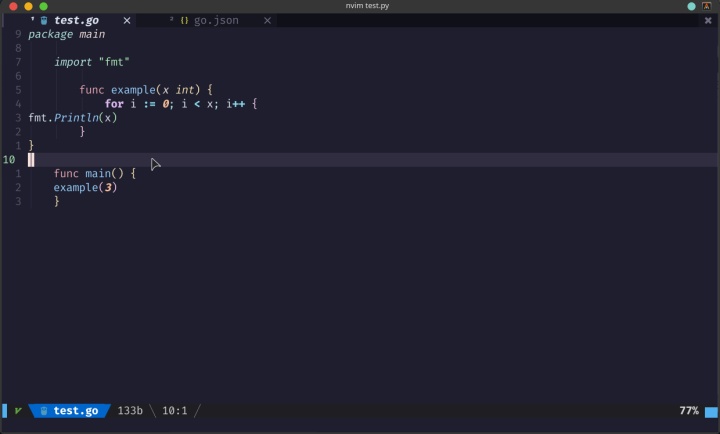 nvim test.py
1 test.go ✕ 2 {} go.json ✕ ✖
9 package main
8
7     import "fmt"
6
5         func example(x int) {
4             for i := 0; i < x; i++ {
3 fmt.Println(x)
2         }
1 }
10
1     func main() {
2     example(3)
3     }
test.go 133b 10:1 77%